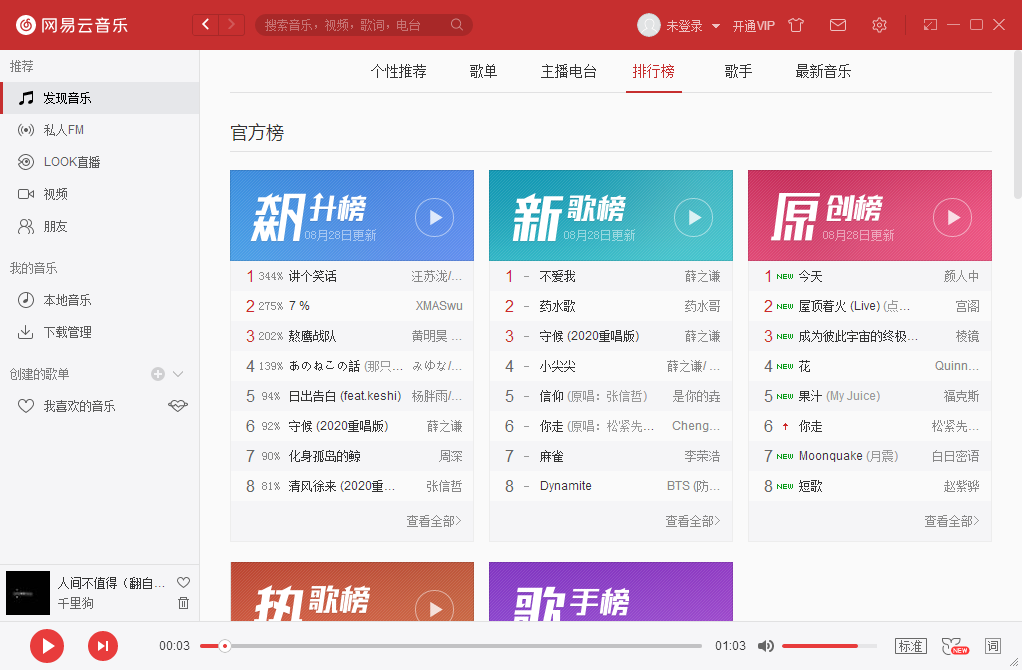 网易云音乐
搜索音乐，视频，歌词，电台
未登录
开通VIP
推荐
发现音乐
私人FM
LOOK直播
视频
朋友
我的音乐
本地音乐
下载管理
创建的歌单
我喜欢的音乐
个性推荐 歌单 主播电台 排行榜 歌手 最新音乐
官方榜
飙升榜
08月28日更新
1 344% 讲个笑话 汪苏泷/...
2 275% 7 % XMASwu
3 202% 熬鹰战队 黄明昊 ...
4 139% あのねこの話 (那只... みゆな/...
5 94% 日出告白 (feat.keshi) 杨胖雨/...
6 92% 守候 (2020重唱版) 薛之谦
7 90% 化身孤岛的鲸 周深
8 81% 清风徐来 (2020重... 张信哲
查看全部>
新歌榜
08月28日更新
1 - 不爱我 薛之谦
2 - 药水歌 药水哥
3 - 守候 (2020重唱版) 薛之谦
4 - 小尖尖 薛之谦/ ...
5 - 信仰 (原唱：张信哲) 是你的垚
6 - 你走 (原唱：松紧先... Cheng...
7 - 麻雀 李荣浩
8 - Dynamite BTS (防...
查看全部>
原创榜
08月28日更新
1 NEW 今天 颜人中
2 NEW 屋顶着火 (Live) (点... 宫阁
3 NEW 成为彼此宇宙的终极... 棱镜
4 NEW 花 Quinn...
5 NEW 果汁 (My Juice) 福克斯
6 你走 松紧先...
7 NEW Moonquake (月震) 白日密语
8 NEW 短歌 赵紫骅
查看全部>
热歌榜
歌手榜
人间不值得（翻自...
千里狗
00:03
01:03
标准
NEW
词